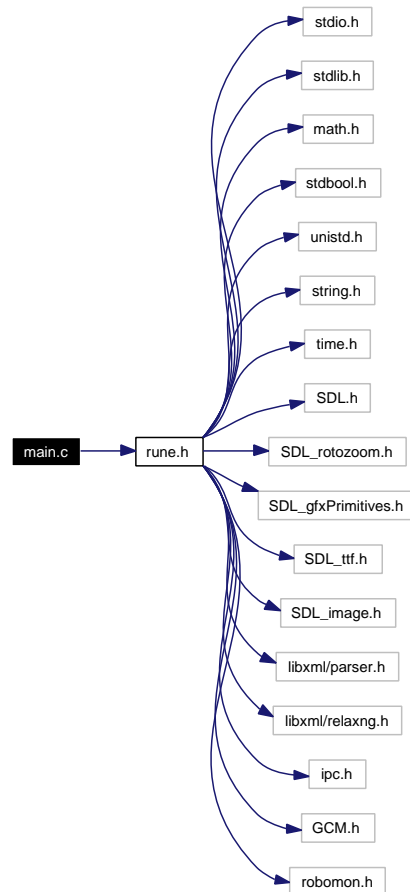 stdio.h
stdlib.h
math.h
stdbool.h
unistd.h
string.h
time.h
SDL.h
main.c
rune.h
SDL_rotozoom.h
SDL_gfxPrimitives.h
SDL_ttf.h
SDL_image.h
libxml/parser.h
libxml/relaxng.h
ipc.h
GCM.h
robomon.h